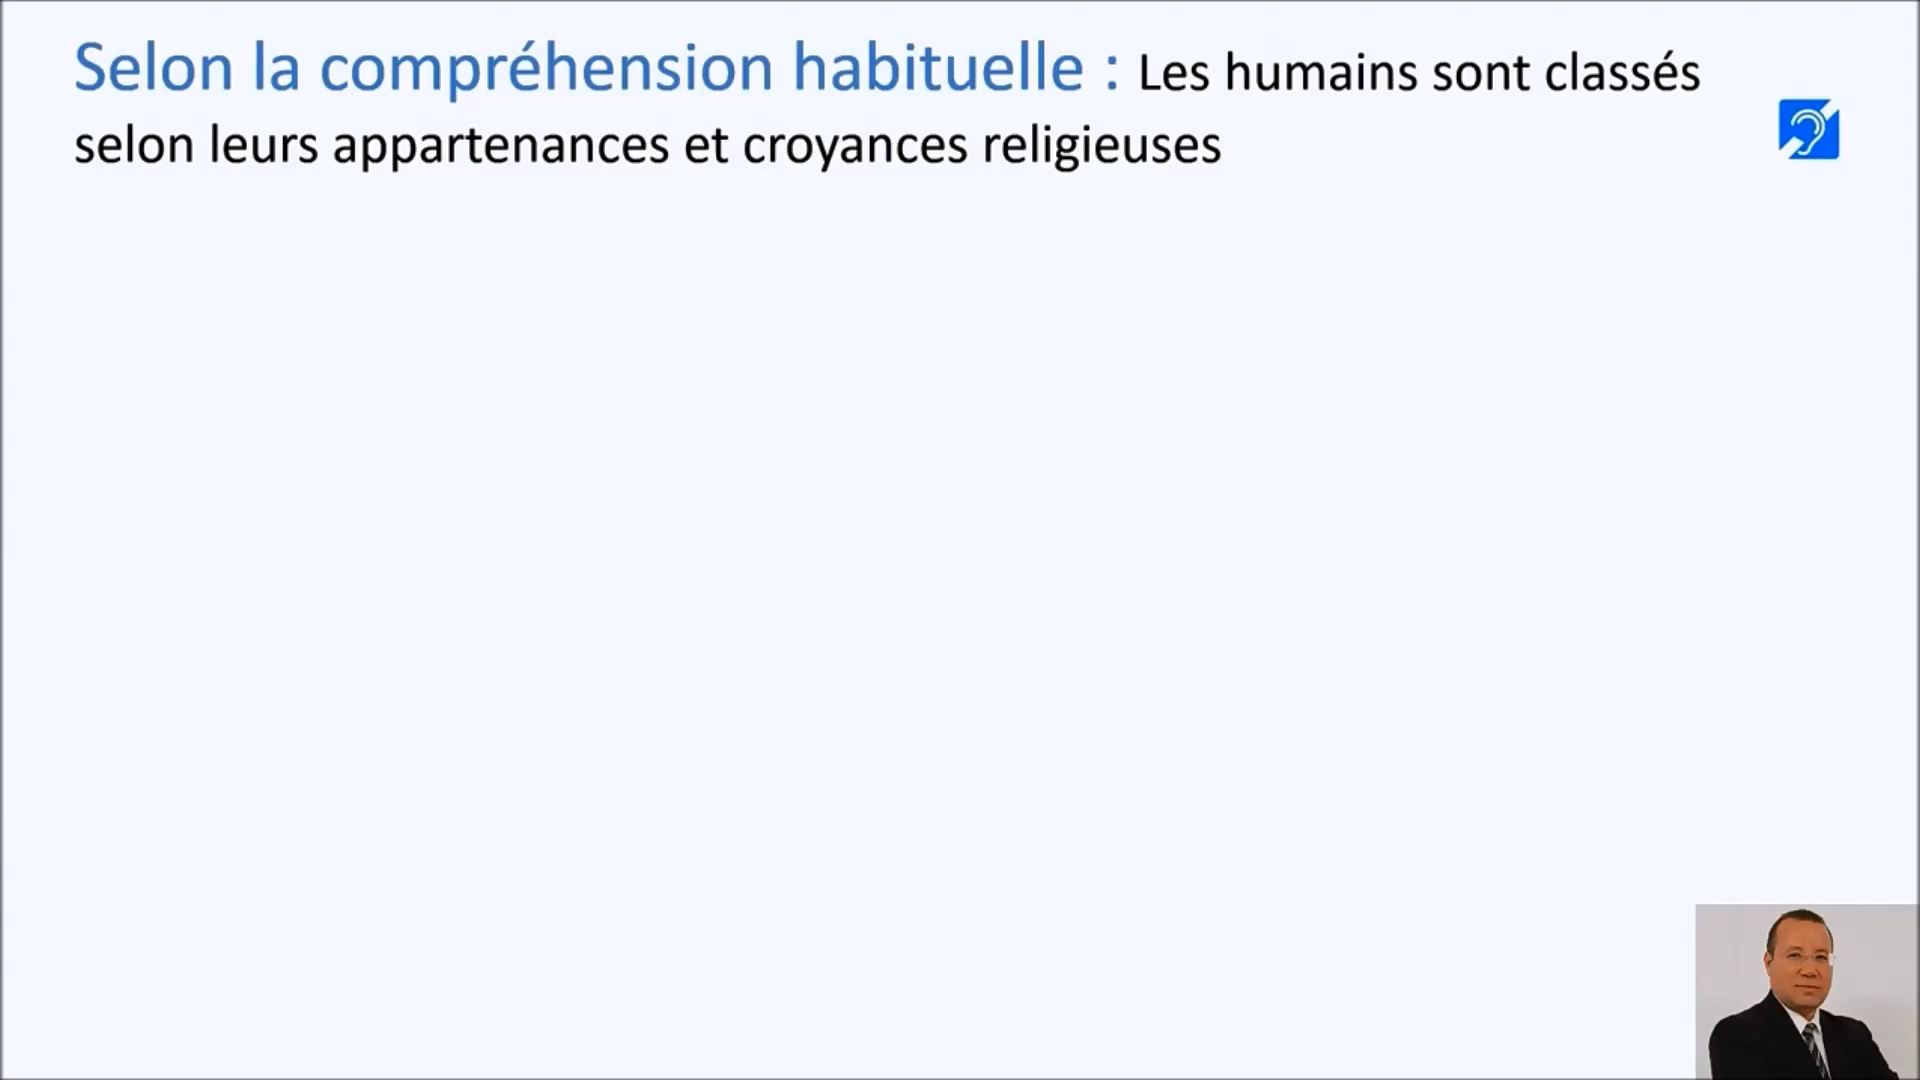 Selon la compréhension habituelle : Les humains sont classés
selon leurs appartenances et croyances religieuses